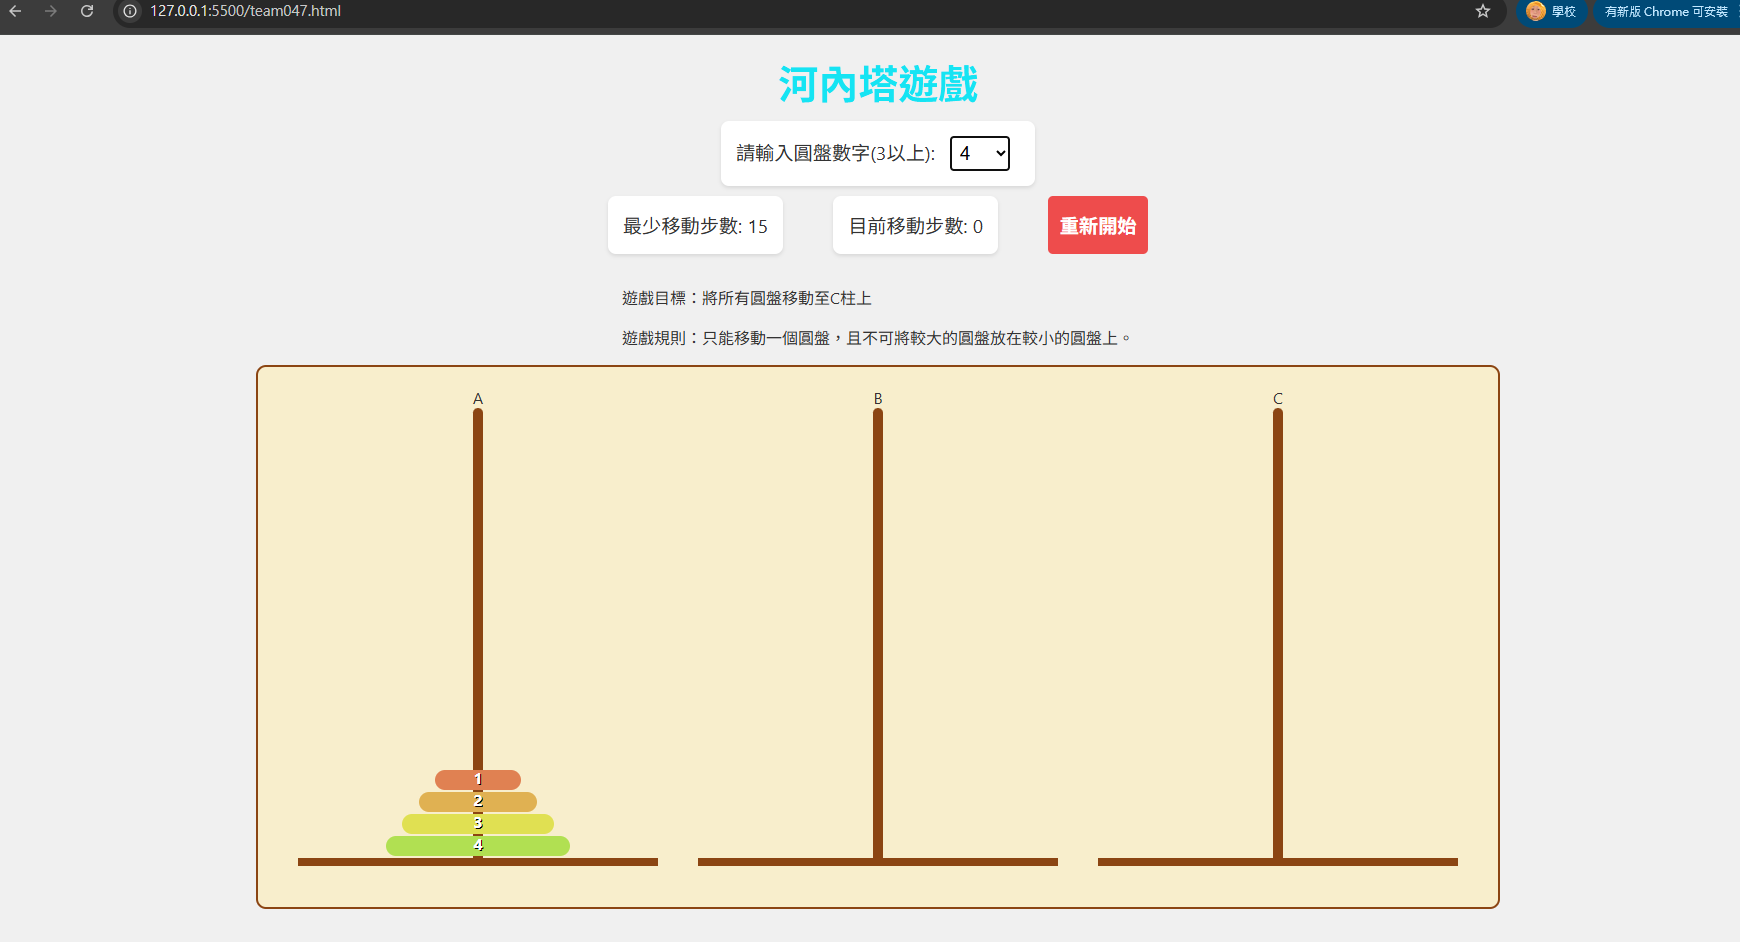 127.0.0.1:5500/team047.html
學校
有新版 Chrome 可安裝
河內塔遊戲
請輸入圓盤數字(3以上): 4
最少移動步數: 15
目前移動步數: 0
重新開始
遊戲目標：將所有圓盤移動至C柱上
遊戲規則：只能移動一個圓盤，且不可將較大的圓盤放在較小的圓盤上。
A
B
C
1
2
3
4